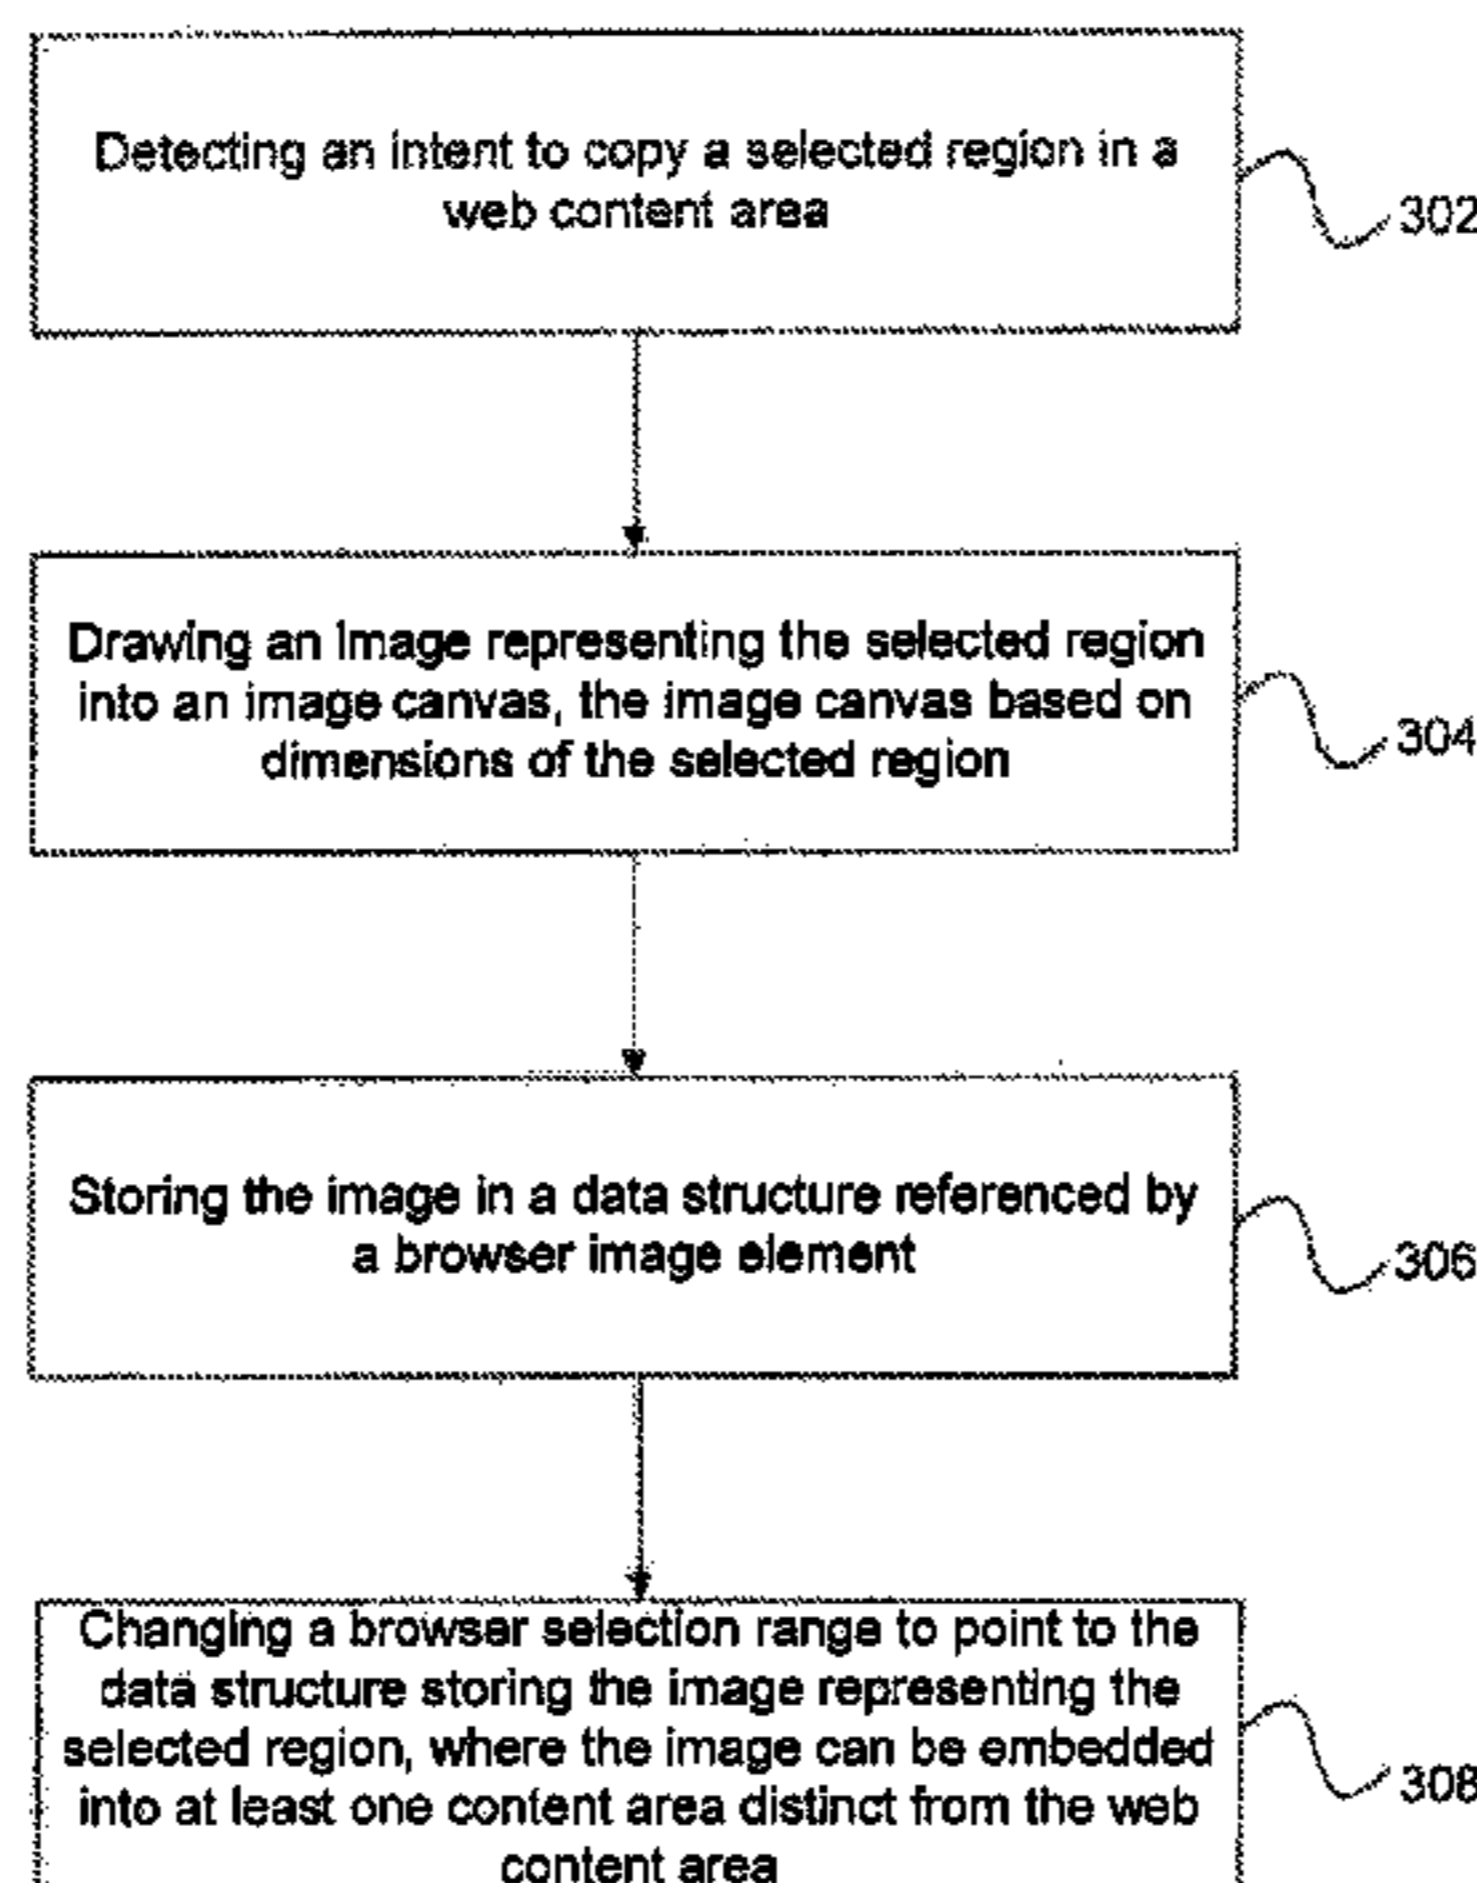 Detecting an intent to copy a selected region in a
web content area
302
Drawing an image representing the selected region
into an image canvas, the image canvas based on
dimensions of the selected region
304
Storing the image in a data structure referenced by
a browser image element
306
Changing a browser selection range to point to the
data structure storing the image representing the
selected region, where the image can be embedded
into at least one content area distinct from the web
content area
308